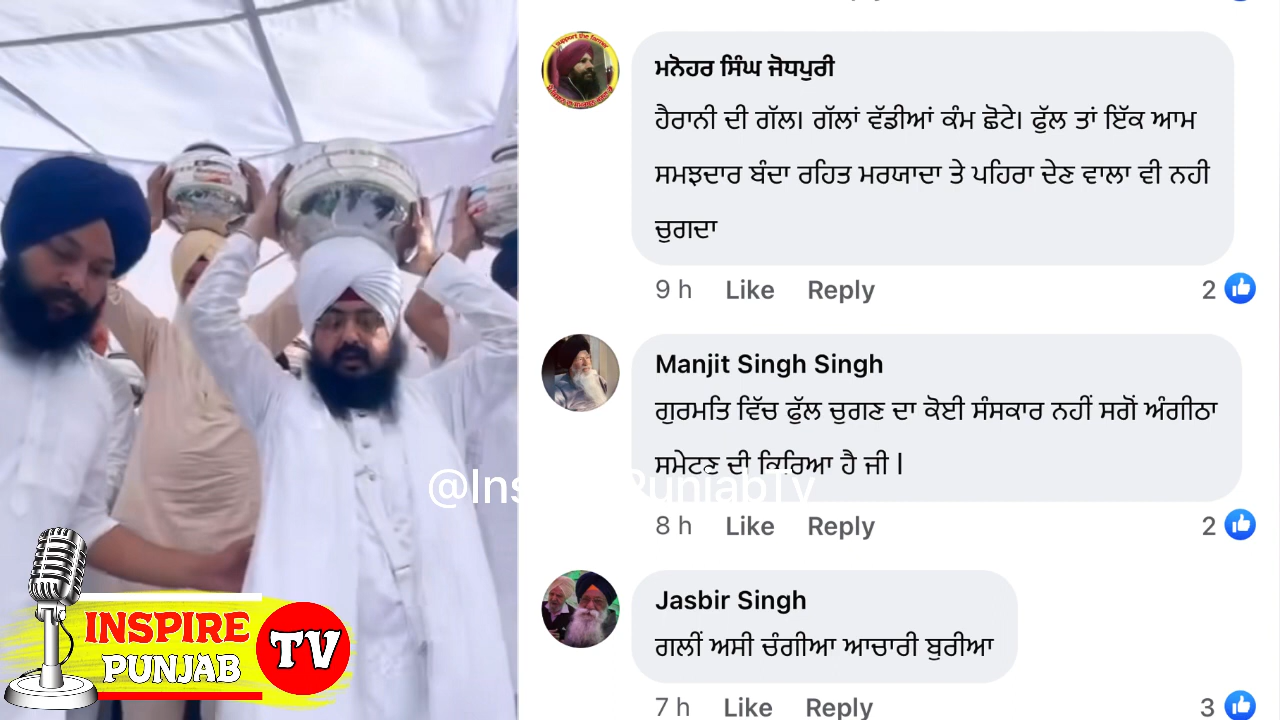 ਮਨੋਹਰ ਸਿੰਘ ਜੋਧਪੁਰੀ
ਹੈਰਾਨੀ ਦੀ ਗੱਲ। ਗੱਲਾਂ ਵੱਡੀਆਂ ਕੰਮ ਛੋਟੇ। ਫੁੱਲ ਤਾਂ ਇੱਕ ਆਮ
ਸਮਝਦਾਰ ਬੰਦਾ ਰਹਿਤ ਮਰਯਾਦਾ ਤੇ ਪਹਿਰਾ ਦੇਣ ਵਾਲਾ ਵੀ ਨਹੀ
ਚੁਗਦਾ
9 h Like Reply 2
Manjit Singh Singh
ਗੁਰਮਤਿ ਵਿੱਚ ਫੁੱਲ ਚੁਗਣ ਦਾ ਕੋਈ ਸੰਸਕਾਰ ਨਹੀਂ ਸਗੋਂ ਅੰਗੀਠਾ
ਸਮੇਟਣ ਦੀ ਕਿਰਿਆ ਹੈ ਜੀ l
8 h Like Reply 2
Jasbir Singh
ਗਲੀਂ ਅਸੀ ਚੰਗੀਆ ਆਚਾਰੀ ਬੁਰੀਆ
7 h Like Reply 3
INSPIRE
PUNJAB
TV